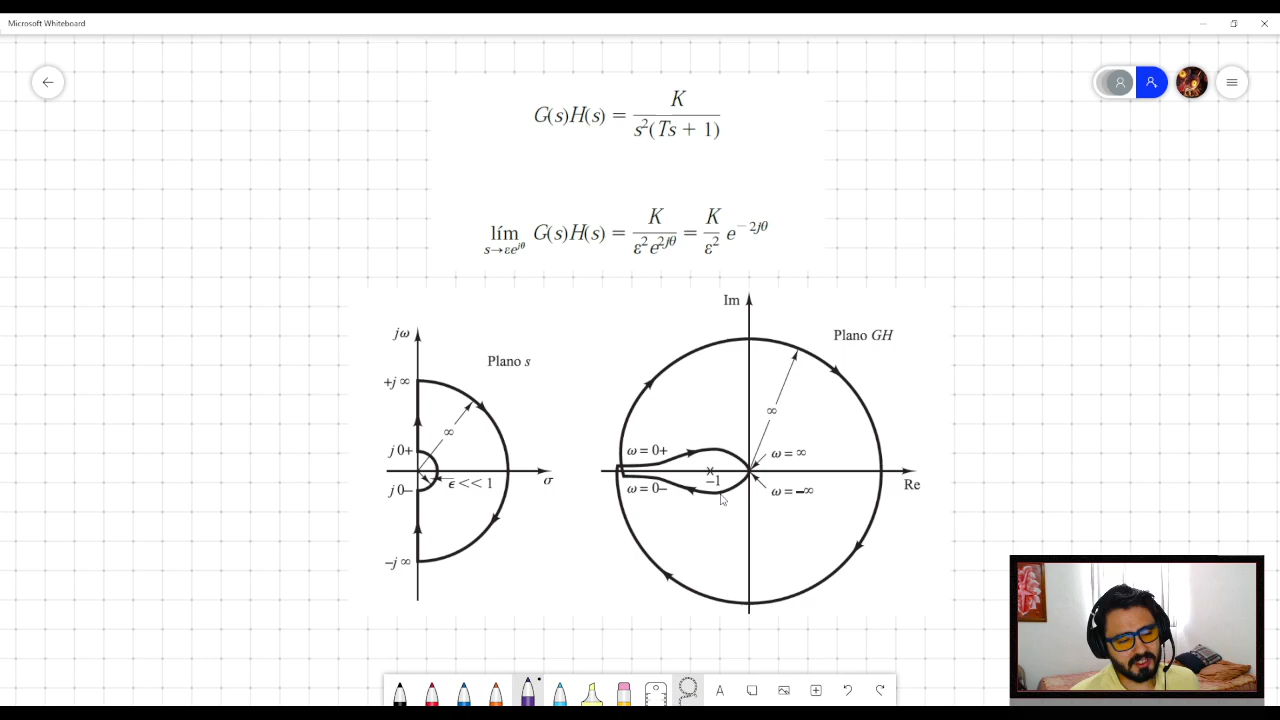 Microsoft Whiteboard
G(s)H(s) = K / s²(Ts + 1)
lím s→εe^jθ G(s)H(s) = K / ε²e^2jθ = K / ε² e^−2jθ
Im
jω
Plano s
Plano GH
+j ∞
∞
∞
j 0+
ω = 0+
ω = ∞
−1
σ
Re
j 0−
ϵ << 1
ω = 0−
ω = −∞
−j ∞
A